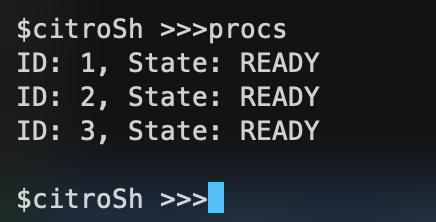 $citroSh >>>procs
ID: 1, State: READY
ID: 2, State: READY
ID: 3, State: READY
$citroSh >>>